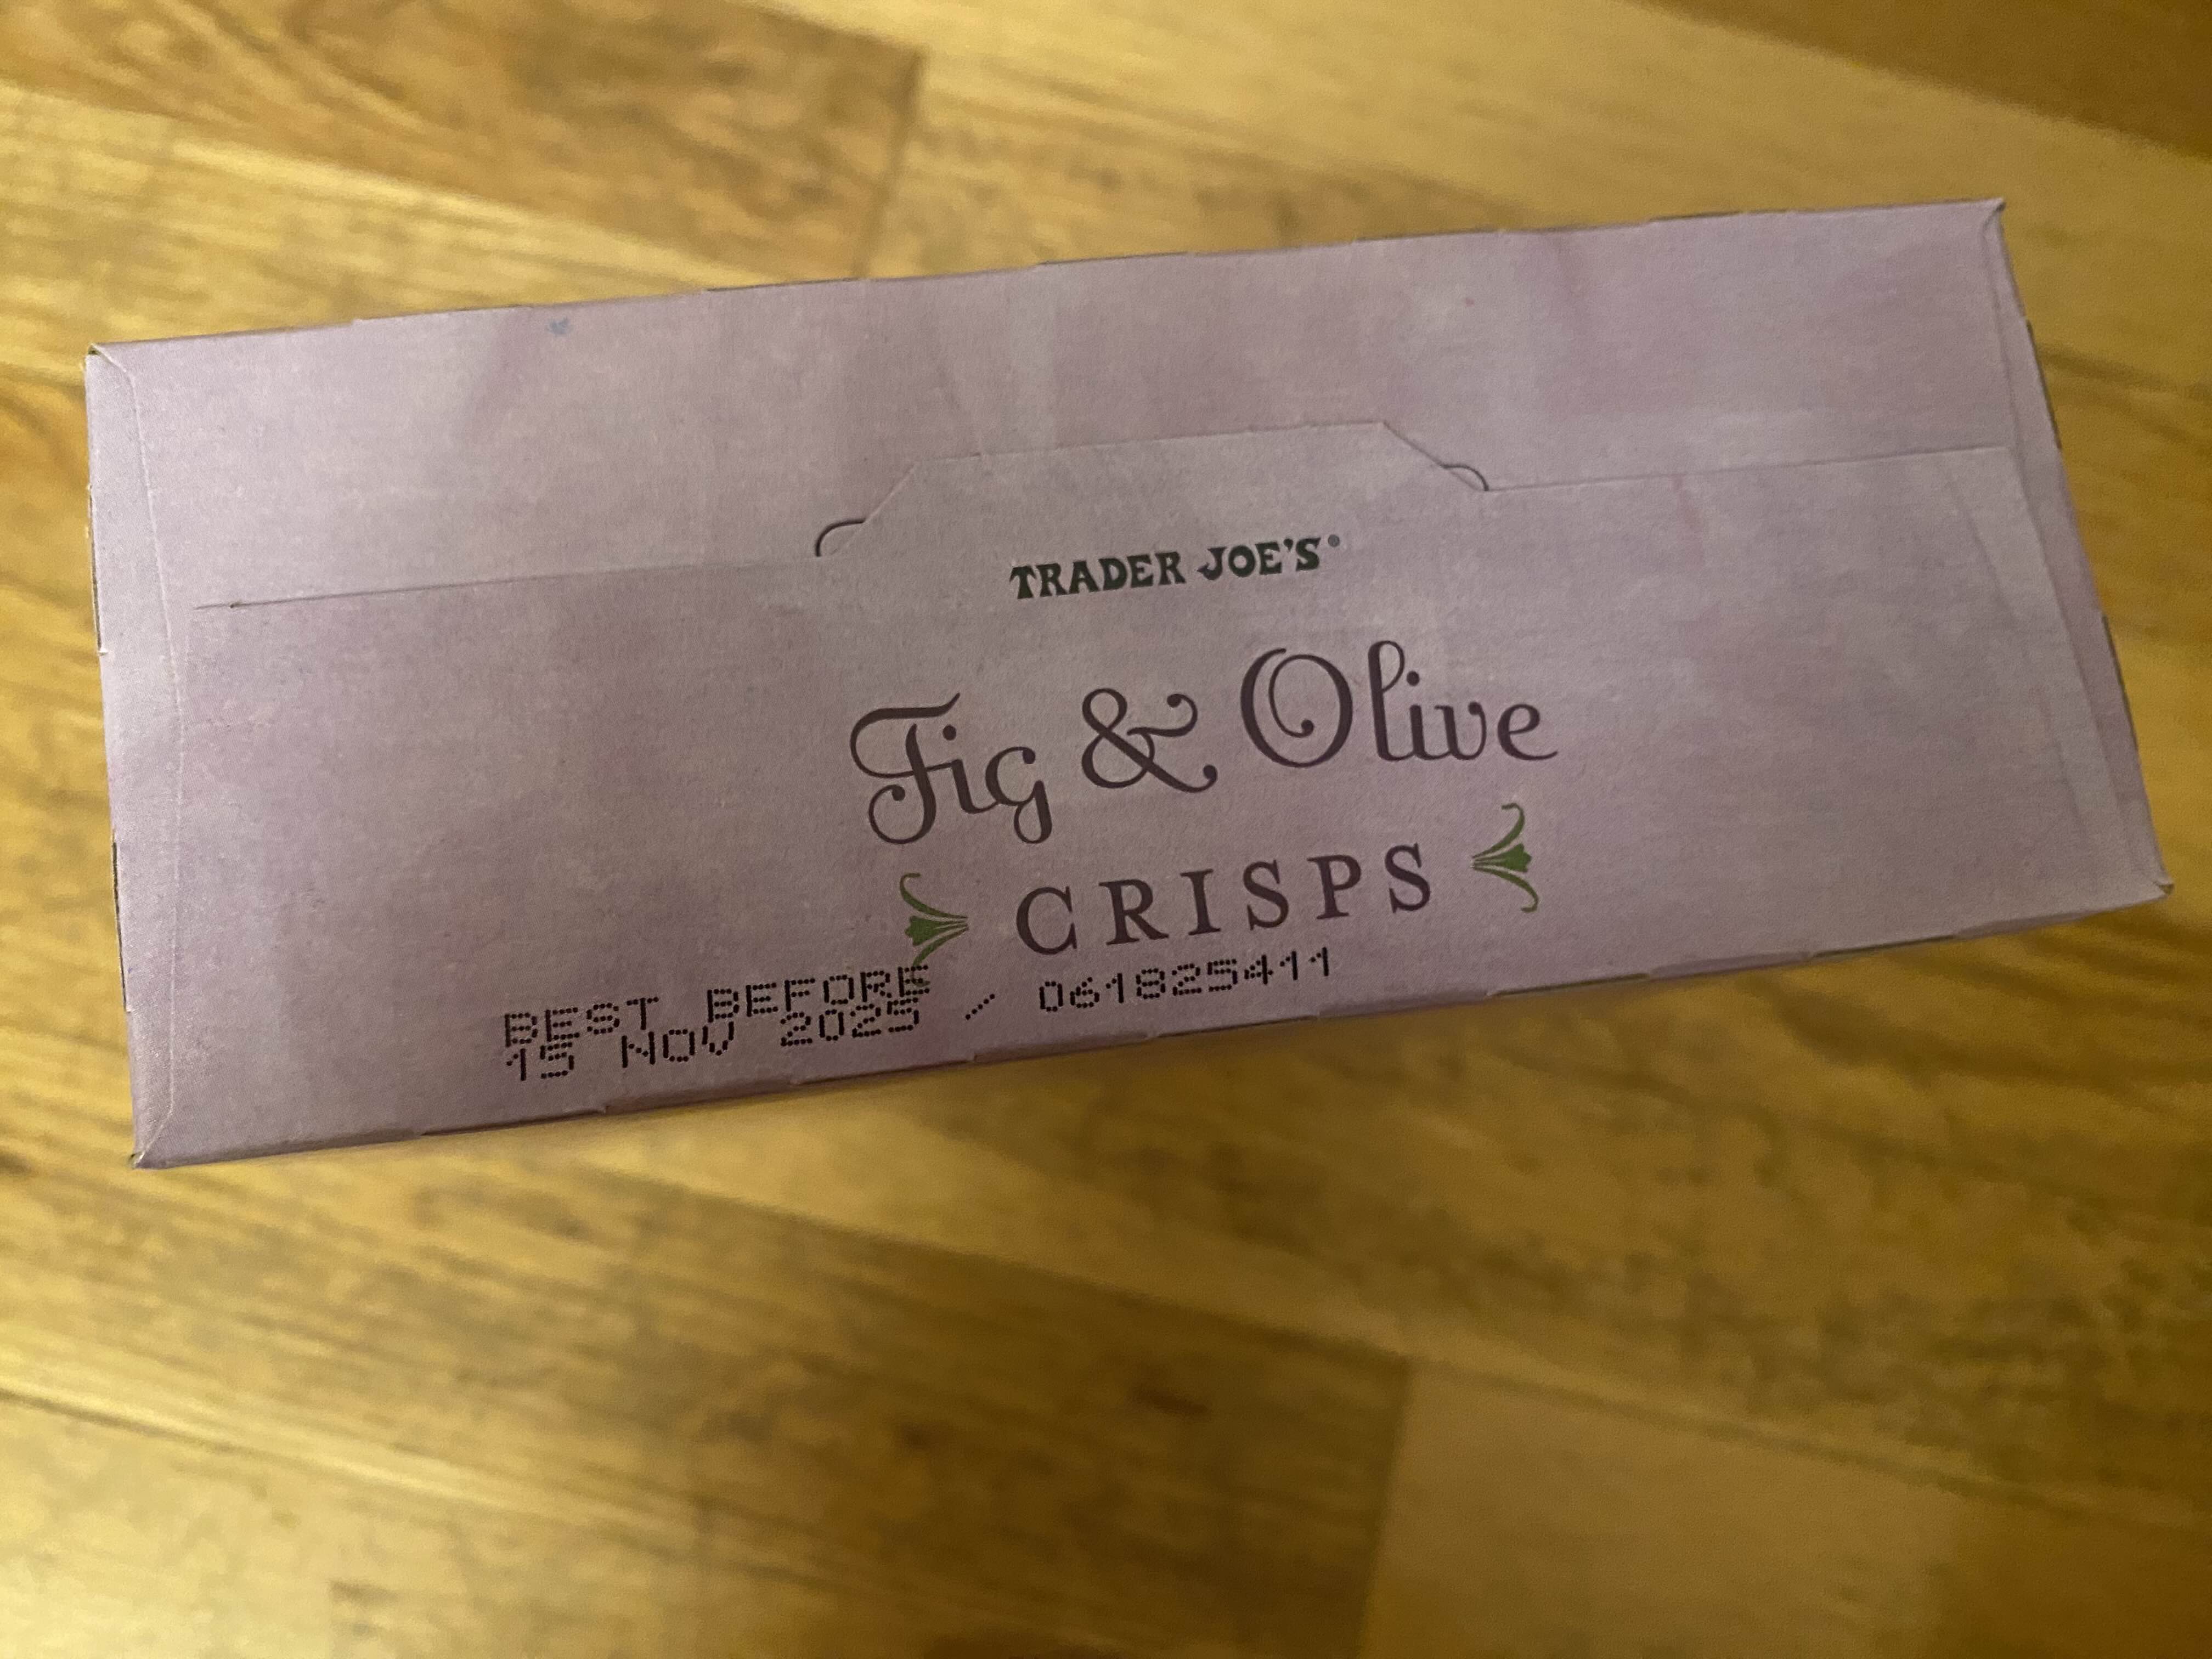 TRADER JOE'S®
Fig & Olive
CRISPS
BEST BEFORE
15 NOV 2025 / 061825411